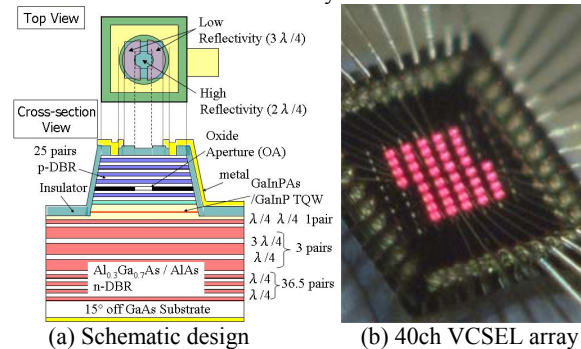 Top View
Low
Reflectivity (3 λ/4)
High
Reflectivity (2 λ/4)
Cross-section
View
Oxide
Aperture (OA)
25 pairs
p-DBR
metal
GaInPAs
/GaInP TQW
Insulator
λ/4 λ/4 1pair
3 λ/4
λ/4
3 pairs
Al0.3Ga0.7As / AlAs
n-DBR
λ/4
λ/4
36.5 pairs
15° off GaAs Substrate
(a) Schematic design
(b) 40ch VCSEL array